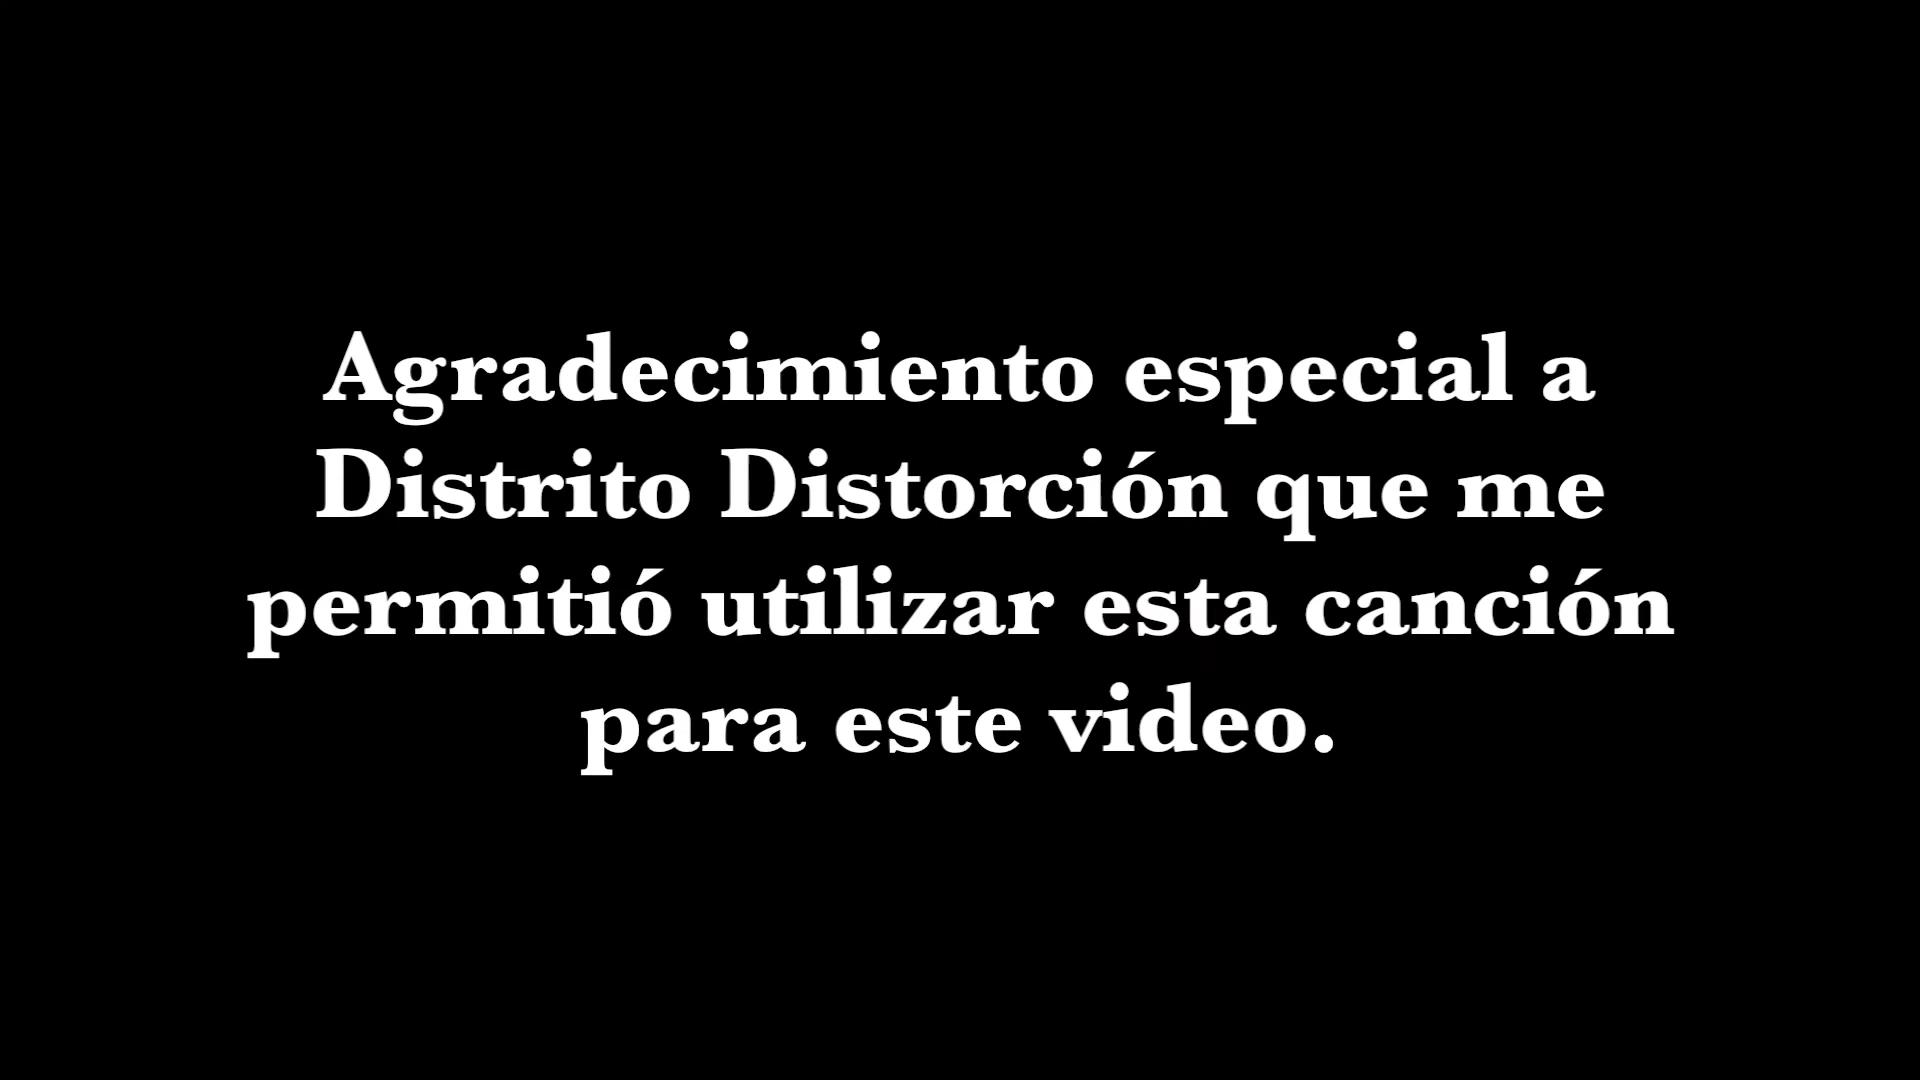 Agradecimiento especial a
Distrito Distorción que me
permitió utilizar esta canción
para este video.